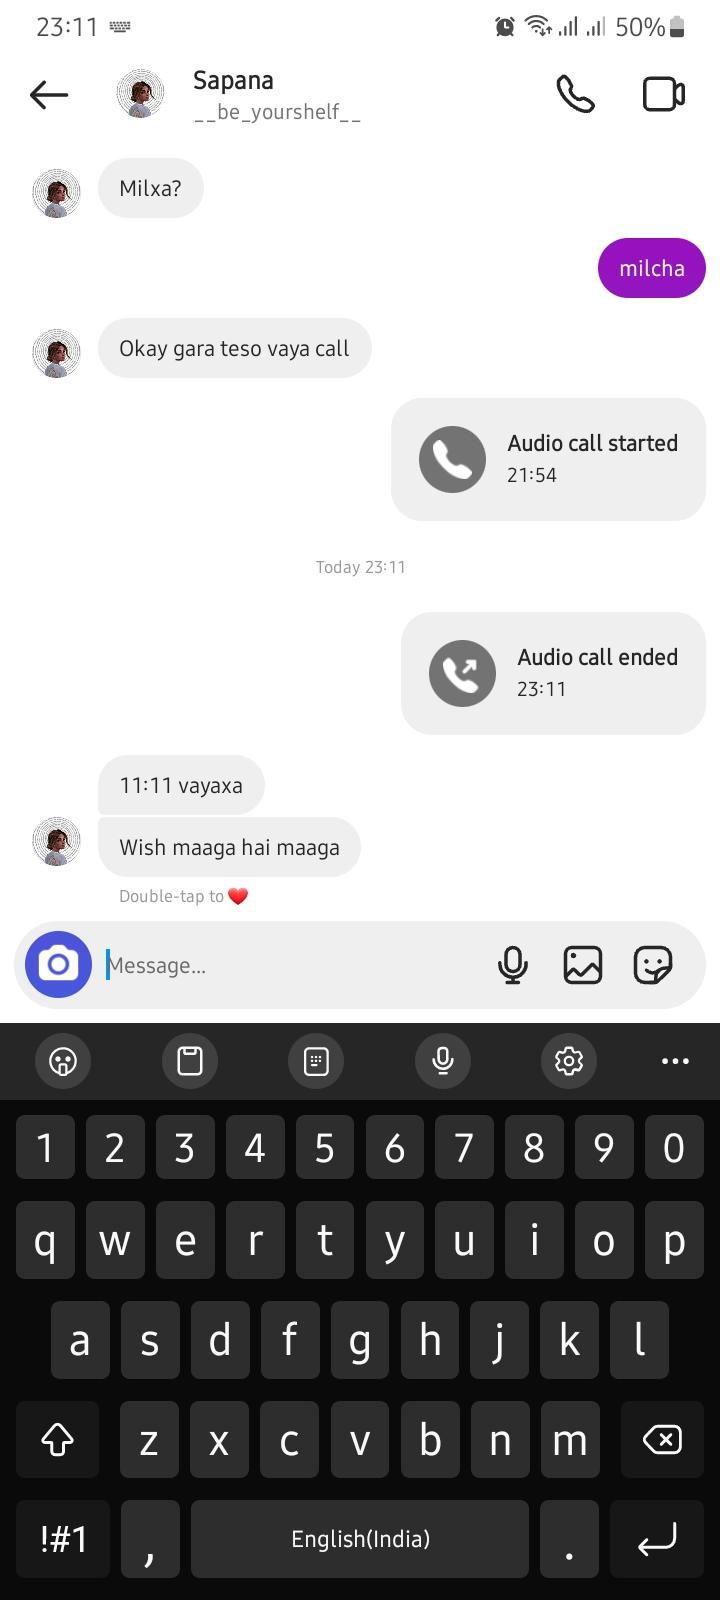 23:11 50%
Sapana
__be_yourshelf__
Milxa?
milcha
Okay gara teso vaya call
Audio call started
21:54
Today 23:11
Audio call ended
23:11
11:11 vayaxa
Wish maaga hai maaga
Double-tap to ❤️
Message...
1 2 3 4 5 6 7 8 9 0
q w e r t y u i o p
a s d f g h j k l
z x c v b n m
!#1 , English(India) .